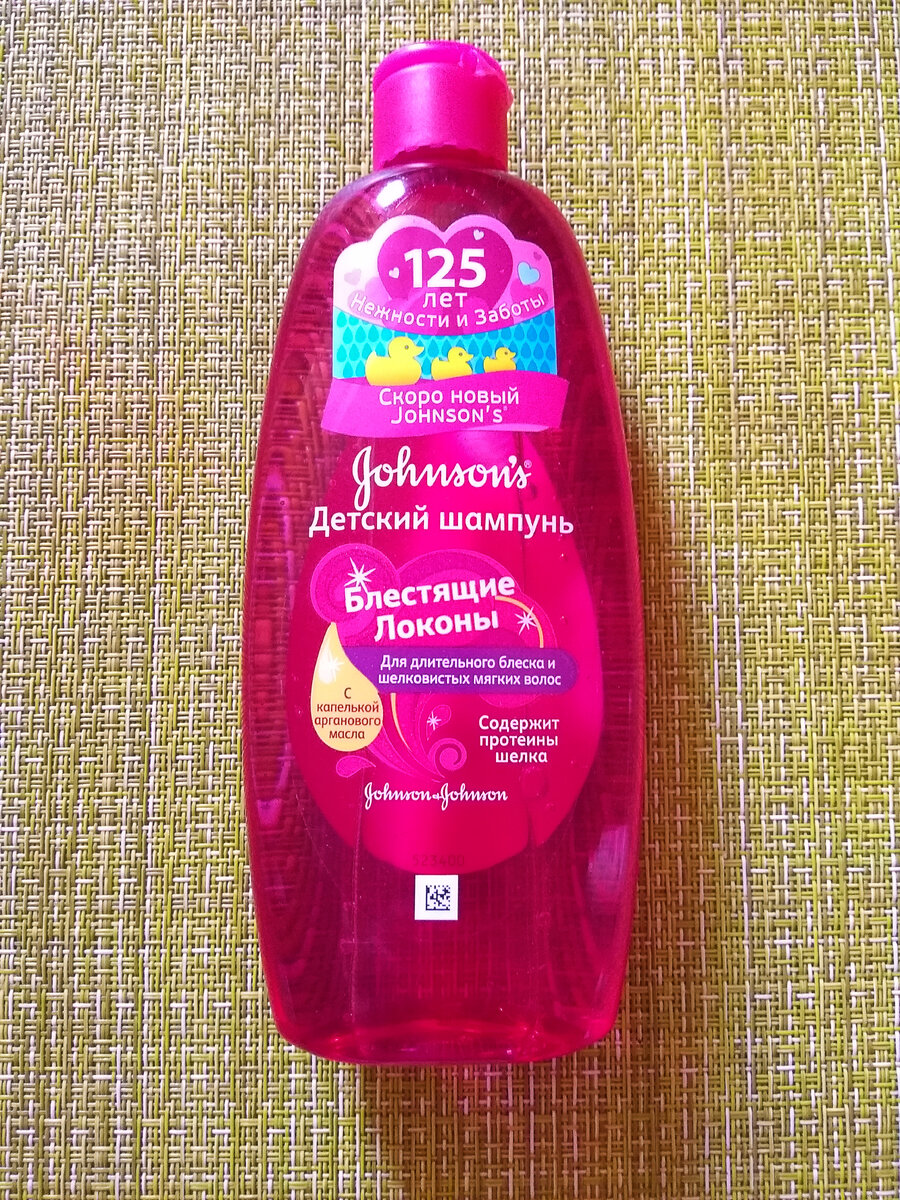 125
лет
Нежности и Заботы
Скоро новый
JOHNSON'S®
Johnson's®
Детский шампунь
Блестящие
Локоны
Для длительного блеска и
шелковистых мягких волос
С
капелькой
арганового
масла
Содержит
протеины
шелка
Johnson & Johnson
523400